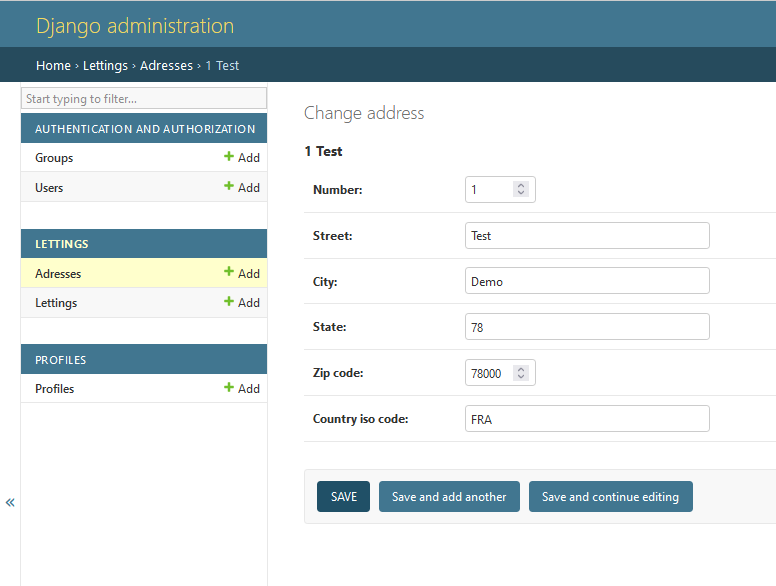 Django administration
Home › Lettings › Adresses › 1 Test
Start typing to filter...
AUTHENTICATION AND AUTHORIZATION
Groups + Add
Users + Add
LETTINGS
Adresses + Add
Lettings + Add
PROFILES
Profiles + Add
«
Change address
1 Test
Number: 1
Street: Test
City: Demo
State: 78
Zip code: 78000
Country iso code: FRA
SAVE Save and add another Save and continue editing